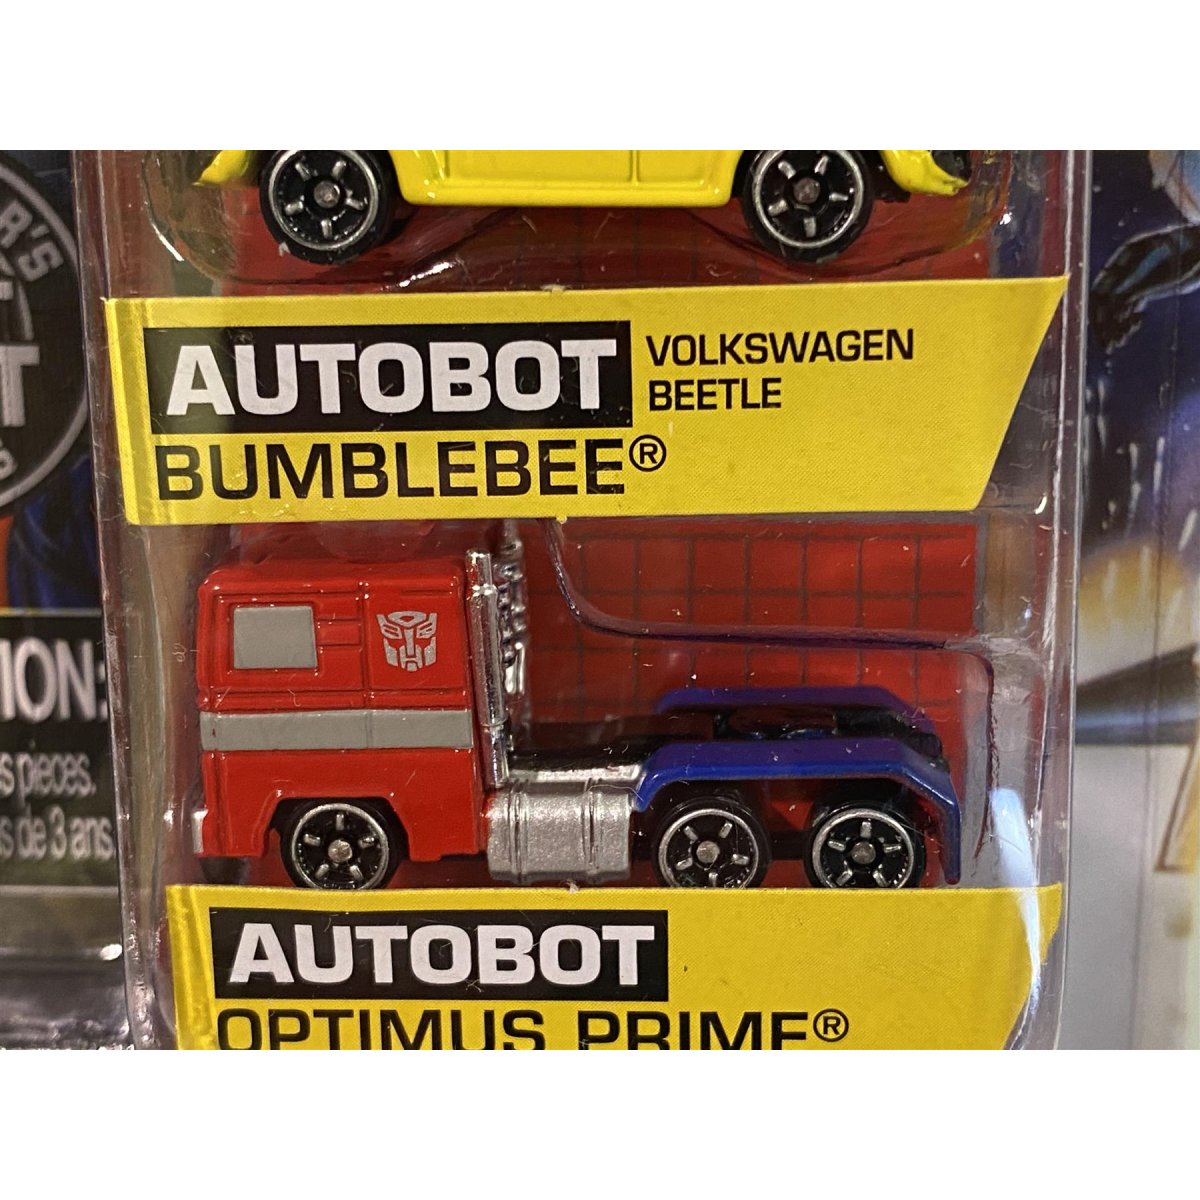 R'S
T
AUTOBOT
VOLKSWAGEN
BEETLE
BUMBLEBEE®
ION:
s pieces.
s de 3 ans
AUTOBOT
OPTIMUS PRIME®